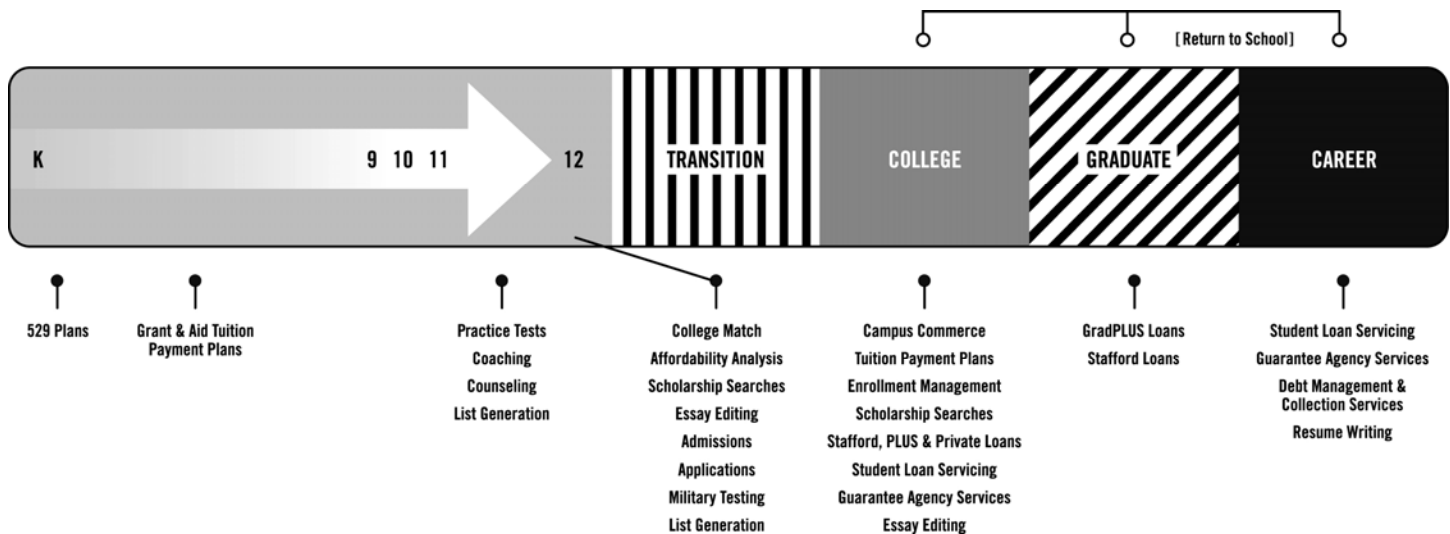 [Return to School]
K
9 10 11
12
TRANSITION
COLLEGE
GRADUATE
CAREER
529 Plans
Grant & Aid Tuition
Payment Plans
Practice Tests
Coaching
Counseling
List Generation
College Match
Affordability Analysis
Scholarship Searches
Essay Editing
Admissions
Applications
Military Testing
List Generation
Campus Commerce
Tuition Payment Plans
Enrollment Management
Scholarship Searches
Stafford, PLUS & Private Loans
Student Loan Servicing
Guarantee Agency Services
Essay Editing
GradPLUS Loans
Stafford Loans
Student Loan Servicing
Guarantee Agency Services
Debt Management &
Collection Services
Resume Writing